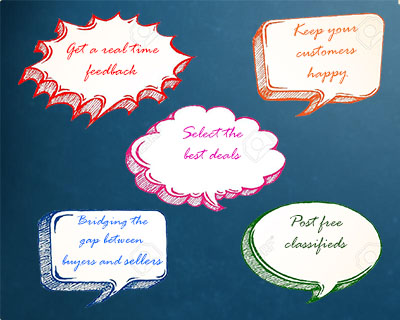 Get a real time
feedback
Keep your
customers
happy
Select the
best deals
Bridging the
gap between
buyers and sellers
Post free
classifieds